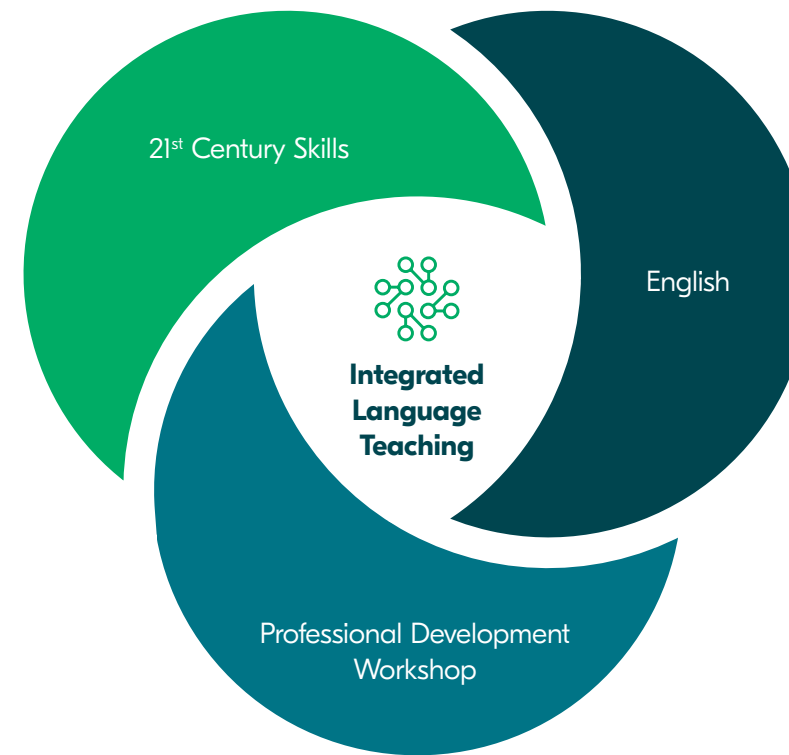 21st Century Skills
English
Integrated
Language
Teaching
Professional Development
Workshop